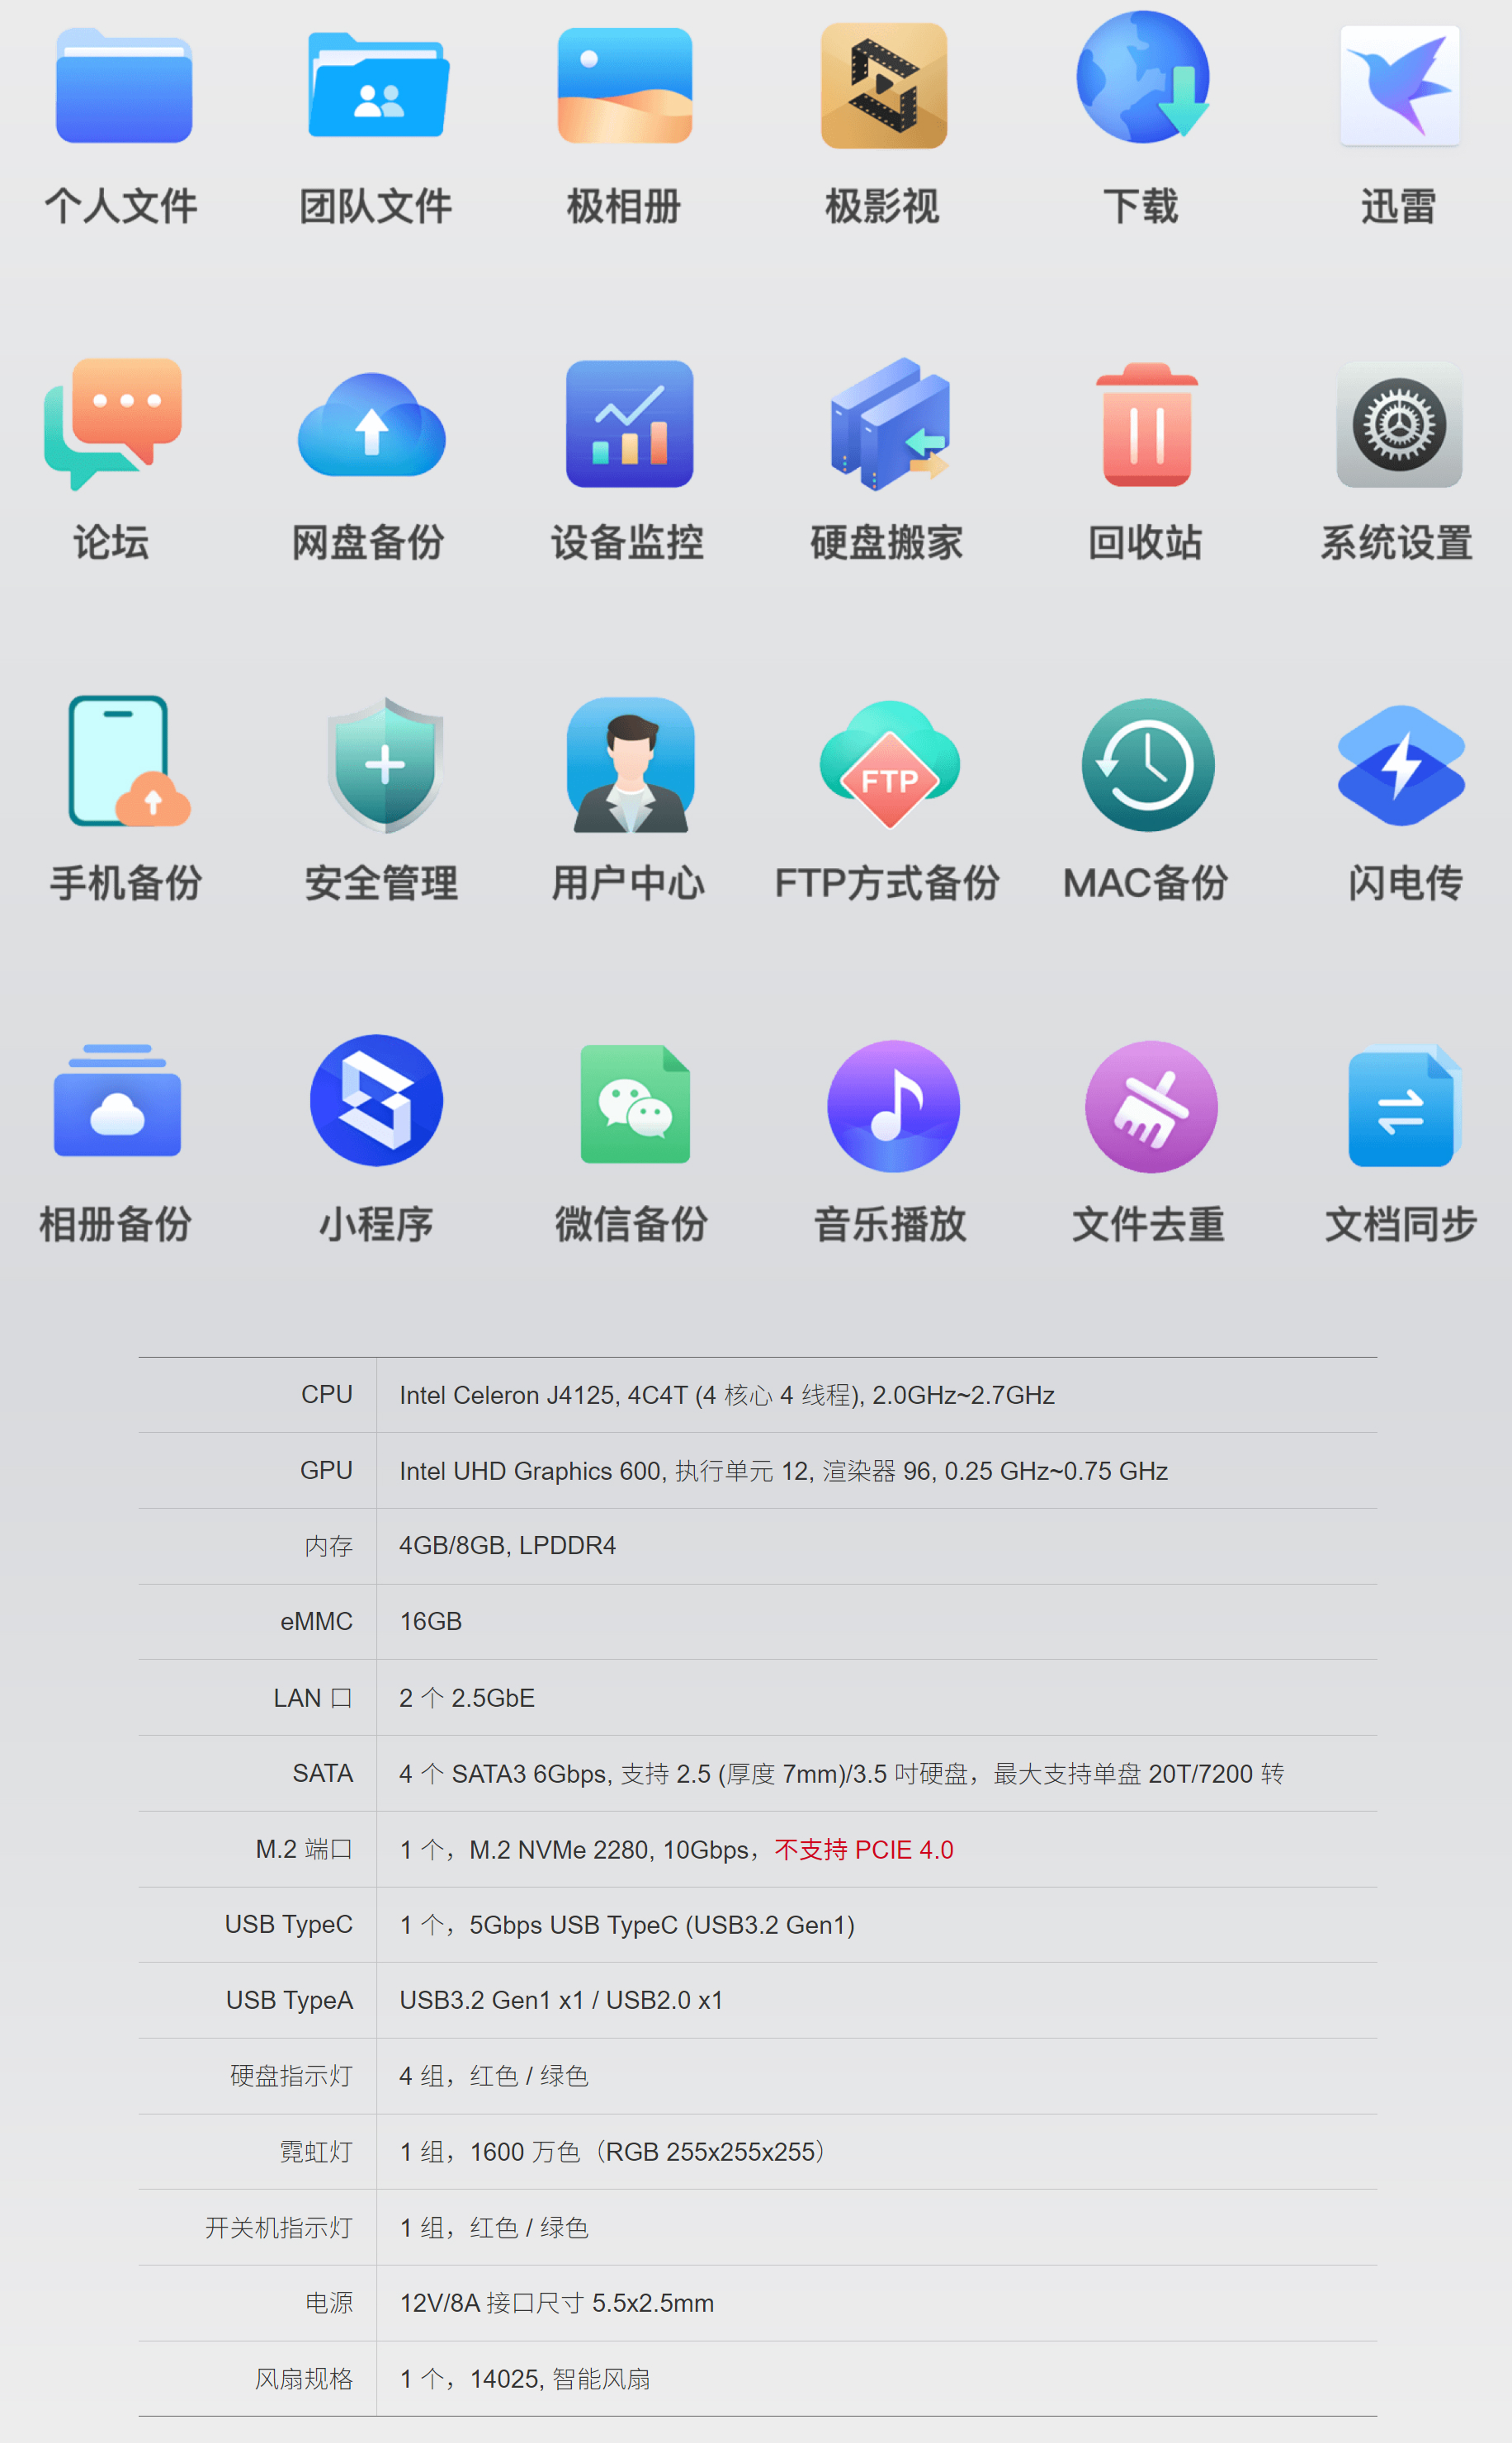 个人文件 团队文件 极相册 极影视 下载 迅雷
论坛 网盘备份 设备监控 硬盘搬家 回收站 系统设置
FTP
手机备份 安全管理 用户中心 FTP方式备份 MAC备份 闪电传
相册备份 小程序 微信备份 音乐播放 文件去重 文档同步
CPU Intel Celeron J4125, 4C4T (4 核心 4 线程), 2.0GHz~2.7GHz
GPU Intel UHD Graphics 600, 执行单元 12, 渲染器 96, 0.25 GHz~0.75 GHz
内存 4GB/8GB, LPDDR4
eMMC 16GB
LAN 口 2 个 2.5GbE
SATA 4 个 SATA3 6Gbps, 支持 2.5 (厚度 7mm)/3.5 吋硬盘，最大支持单盘 20T/7200 转
M.2 端口 1 个，M.2 NVMe 2280, 10Gbps，不支持 PCIE 4.0
USB TypeC 1 个，5Gbps USB TypeC (USB3.2 Gen1)
USB TypeA USB3.2 Gen1 x1 / USB2.0 x1
硬盘指示灯 4 组，红色 / 绿色
霓虹灯 1 组，1600 万色（RGB 255x255x255）
开关机指示灯 1 组，红色 / 绿色
电源 12V/8A 接口尺寸 5.5x2.5mm
风扇规格 1 个，14025, 智能风扇